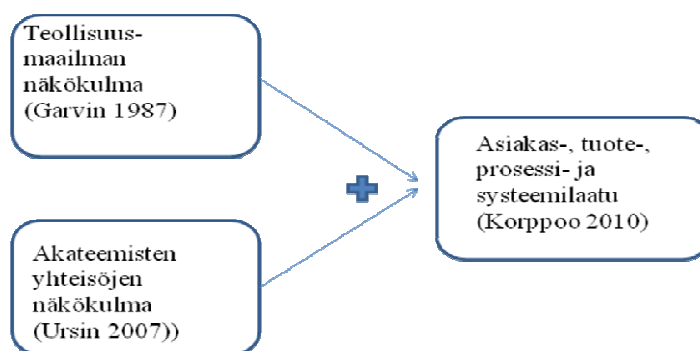 Teollisuus-
maailman
näkökulma
(Garvin 1987)
Akateemisten
yhteisöjen
näkökulma
(Ursin 2007))
Asiakas-, tuote-,
prosessi- ja
systeemilaatu
(Korppoo 2010)